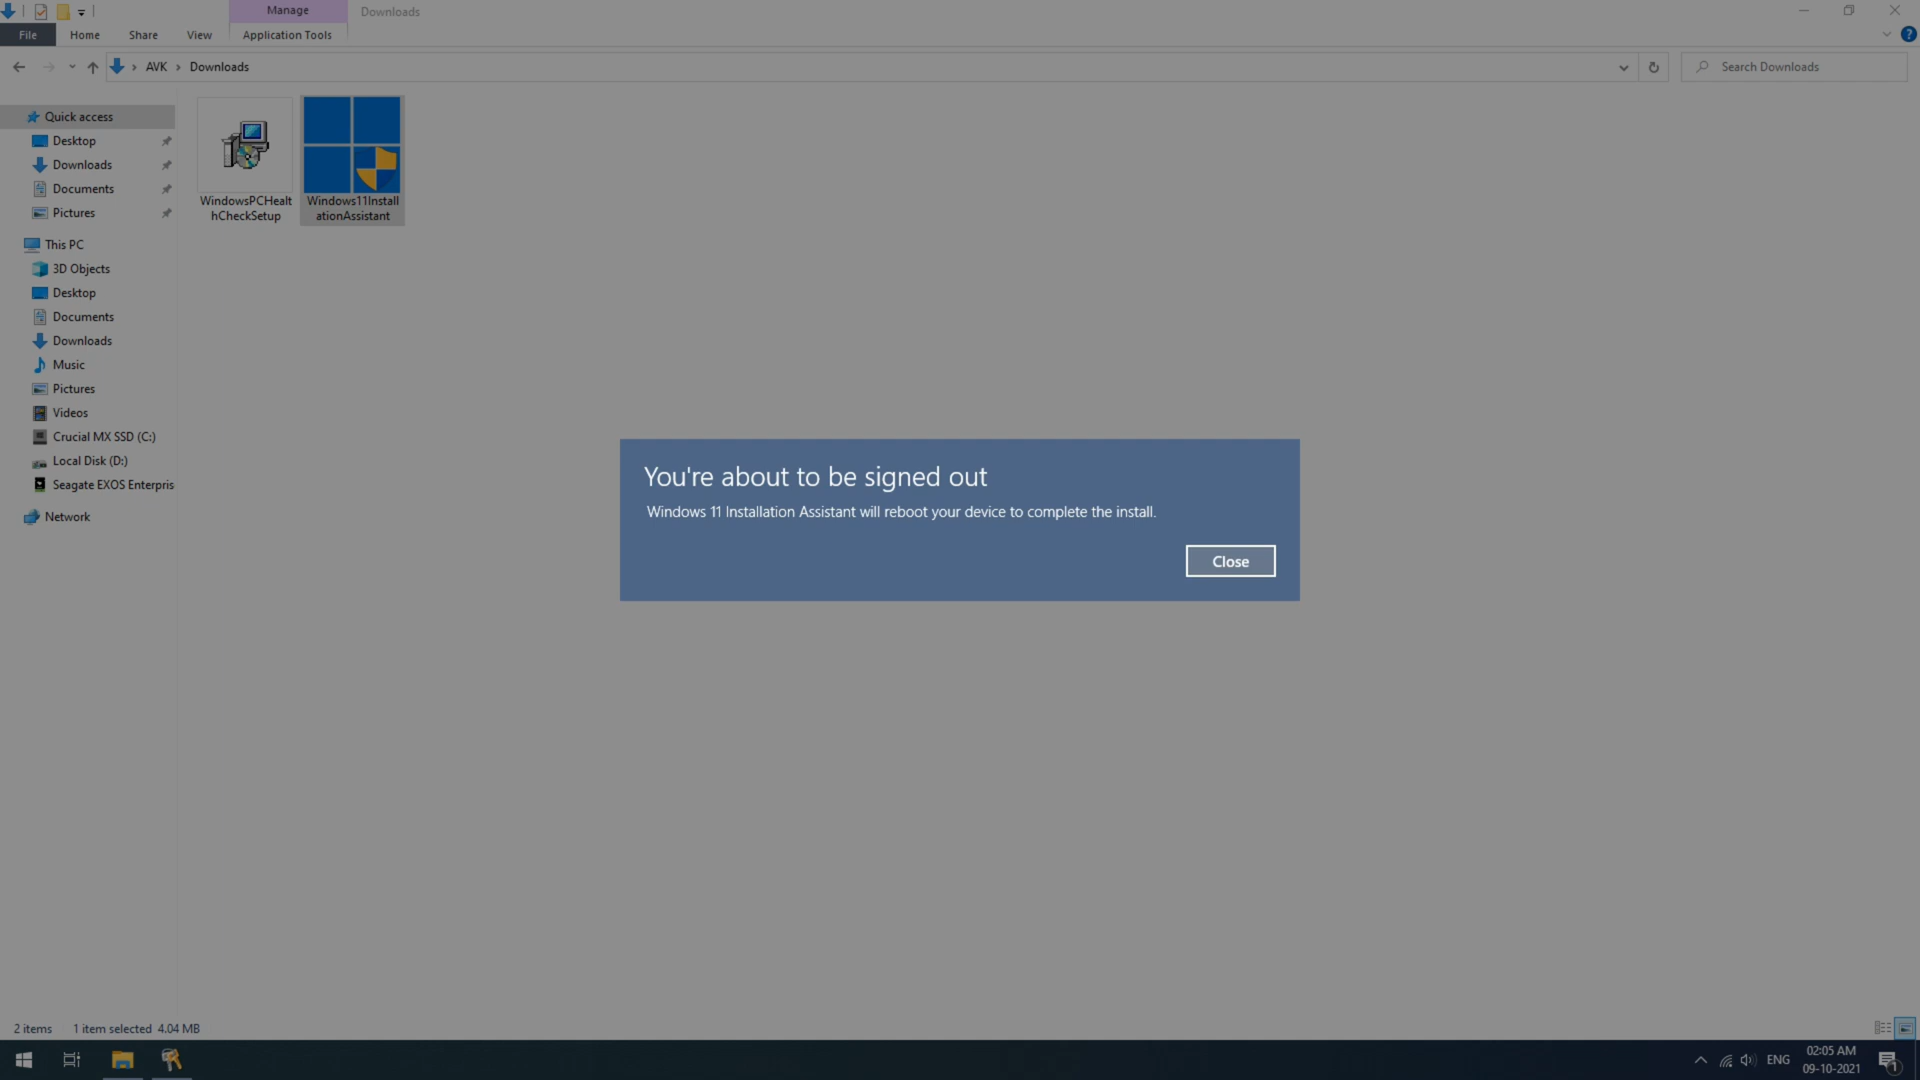 Manage
Downloads
File
Home
Share
View
Application Tools
AVK
Downloads
Search Downloads
Quick access
Desktop
Downloads
Documents
Pictures
This PC
3D Objects
Desktop
Documents
Downloads
Music
Pictures
Videos
Crucial MX SSD (C:)
Local Disk (D:)
Seagate EXOS Enterpris
Network
WindowsPCHealt
hCheckSetup
Windows11Install
ationAssistant
You're about to be signed out
Windows 11 Installation Assistant will reboot your device to complete the install.
Close
2 items
1 item selected 4.04 MB
ENG
02:05 AM
09-10-2021
1